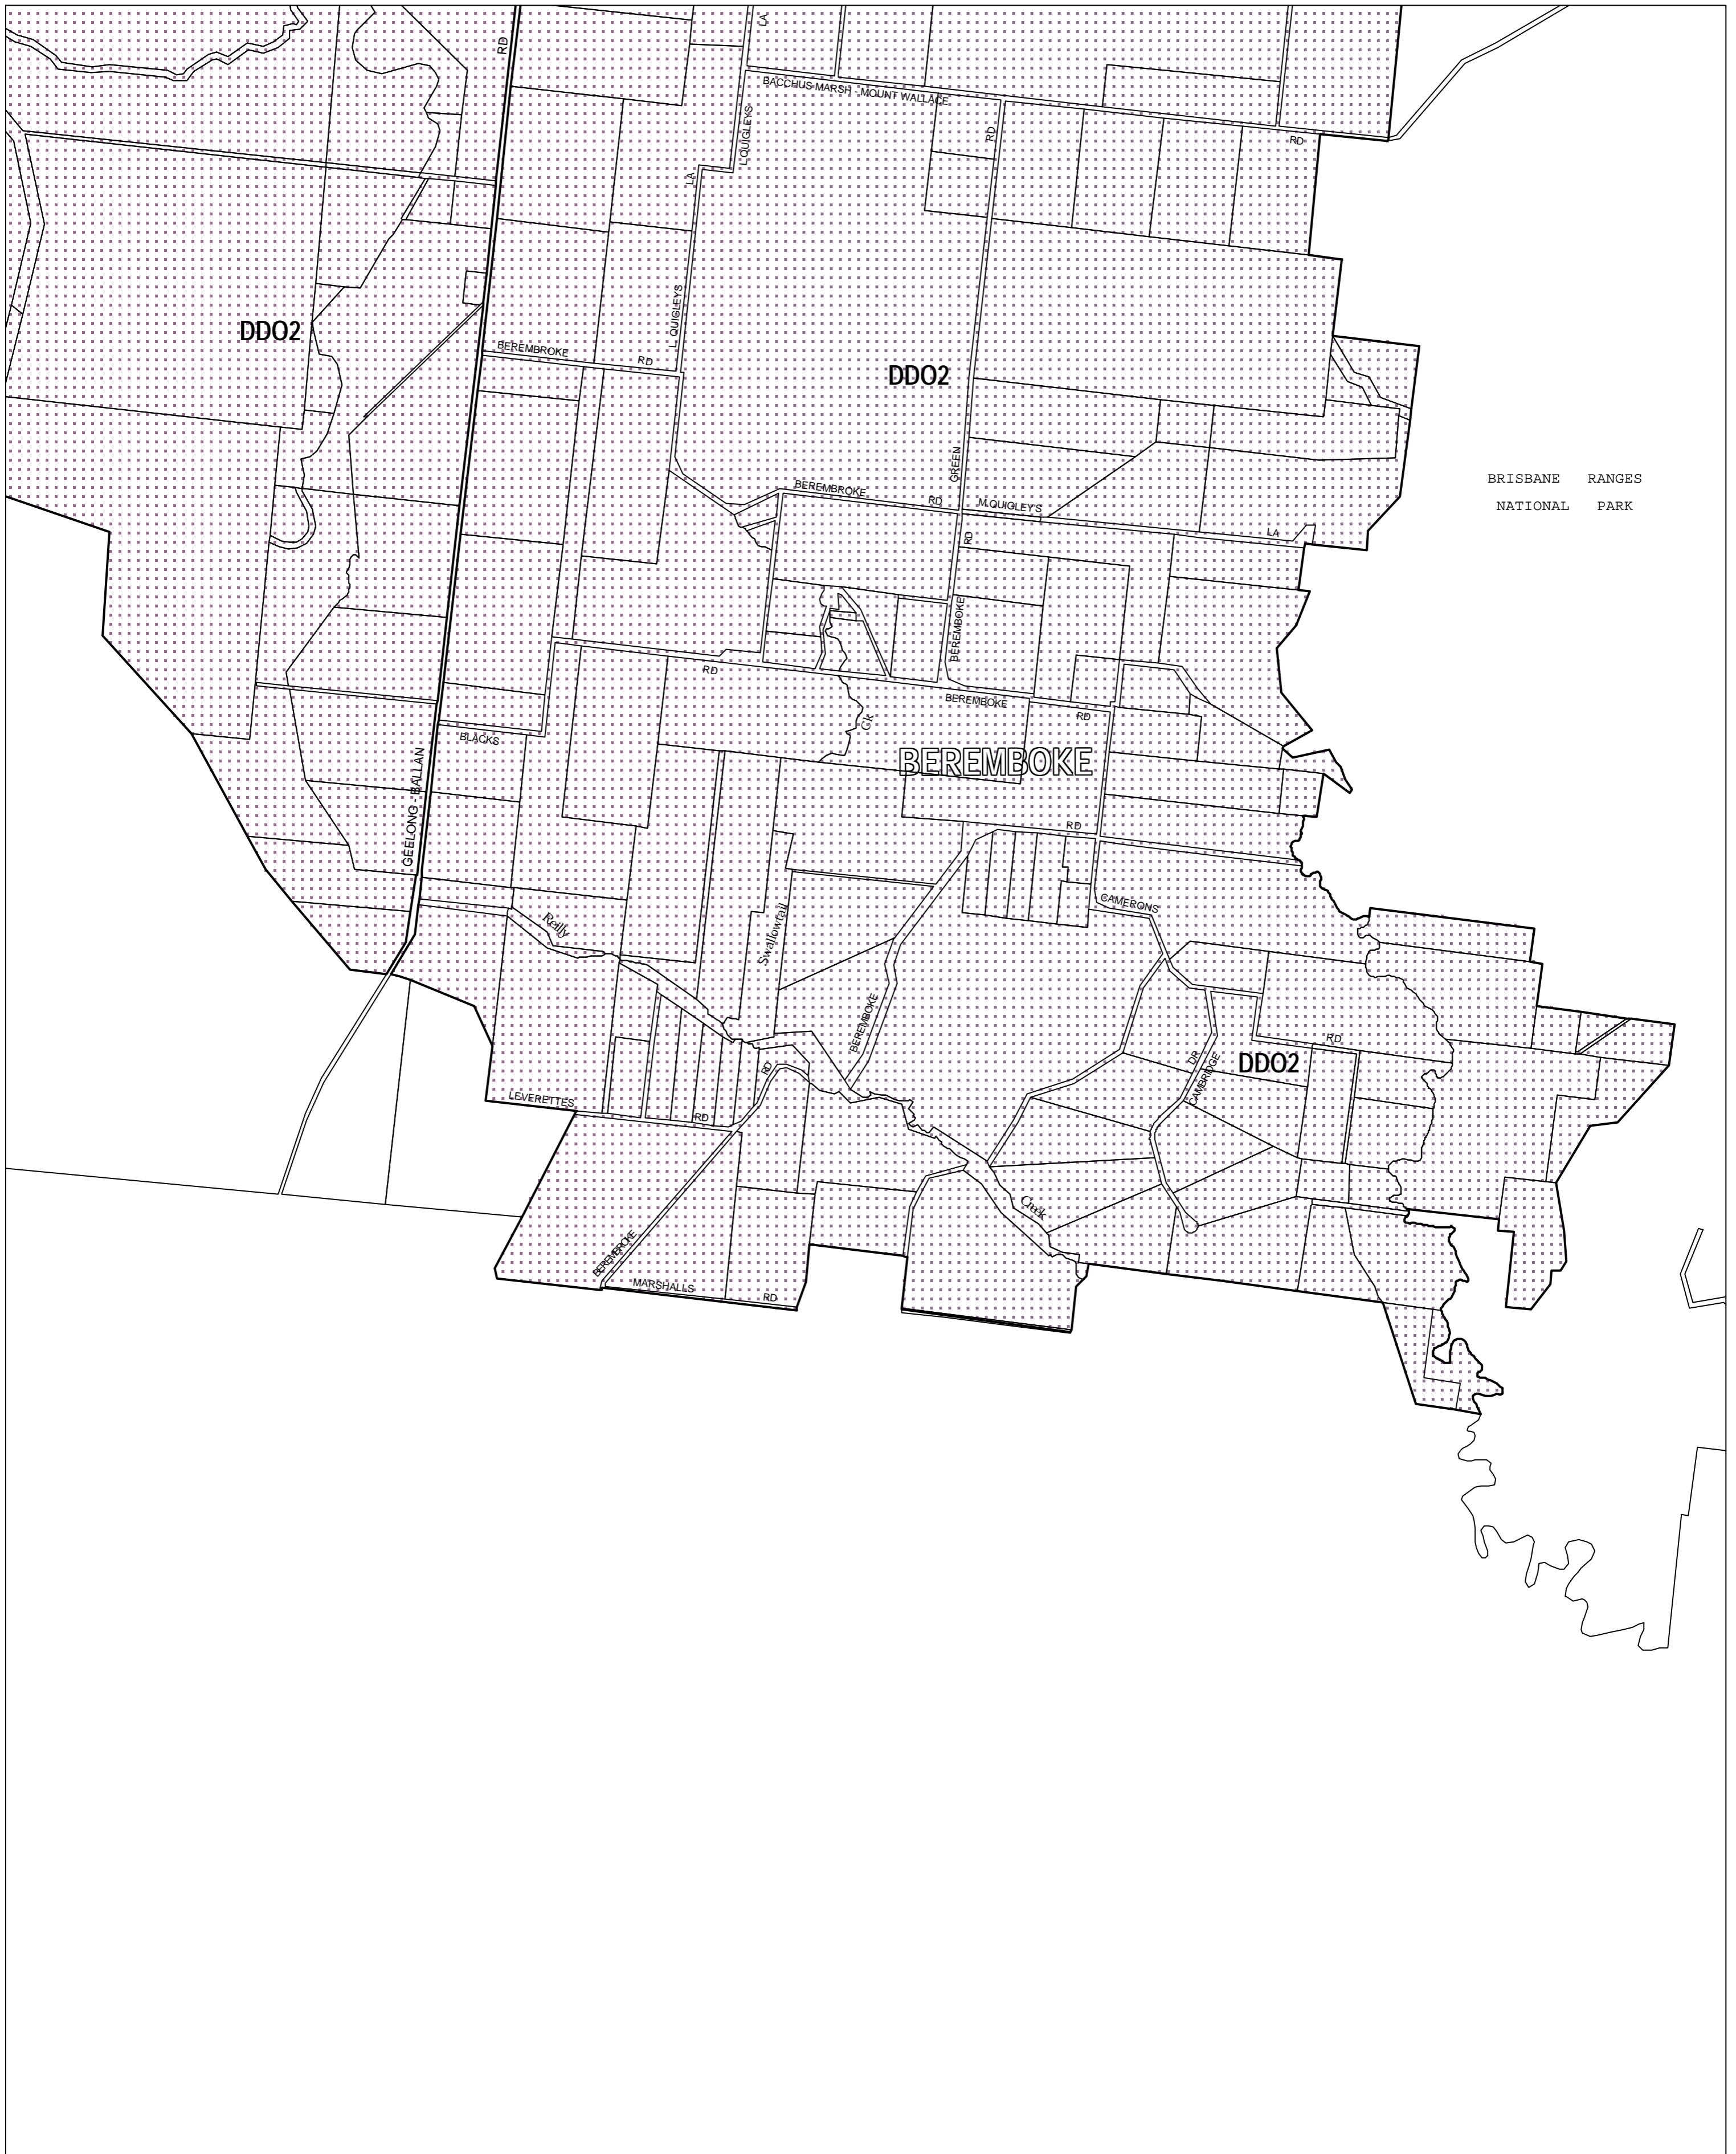 LA
RD
BACCHUS MARSH - MOUNT WALLACE
RD
RD
L QUIGLEYS
LA
L QUIGLEYS
DDO2
BEREMBROKE
RD
DDO2
GREEN
BRISBANE RANGES
NATIONAL PARK
BEREMBROKE
RD
M.QUIGLEY'S
LA
RD
BEREMBOKE
RD
BEREMBOKE
RD
Ck
BLACKS
BEREMBOKE
GEELONG - BALLAN
RD
CAMERONS
Reilly
Swallowtail
BEREMBOKE
RD
DDO2
DR
CAMBRIDGE
RD
LEVERETTES
RD
Creek
BEREMBROKE
MARSHALLS
RD